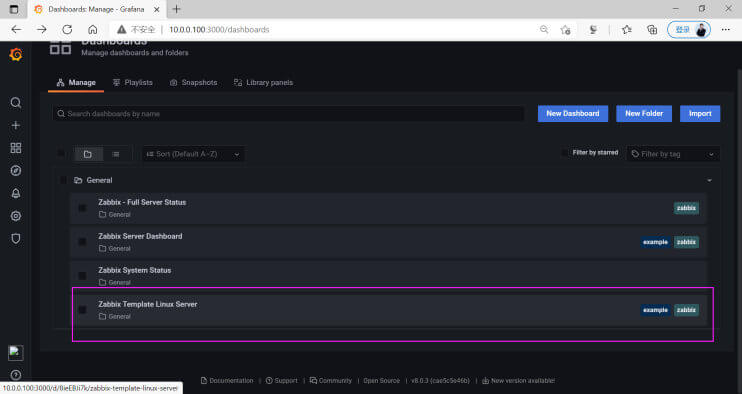 Dashboards: Manage - Grafana
不安全 | 10.0.0.100:3000/dashboards
登录
Dashboards
Manage dashboards and folders
Manage
Playlists
Snapshots
Library panels
Search dashboards by name
New Dashboard
New Folder
Import
Sort (Default A–Z)
Filter by starred
Filter by tag
General
Zabbix - Full Server Status
General
zabbix
Zabbix Server Dashboard
General
example
zabbix
Zabbix System Status
General
Zabbix Template Linux Server
General
example
zabbix
Documentation | Support | Community | Open Source | v8.0.3 (cae5c5e46b) | New version available!
10.0.0.100:3000/d/8ieEBJi7k/zabbix-template-linux-server